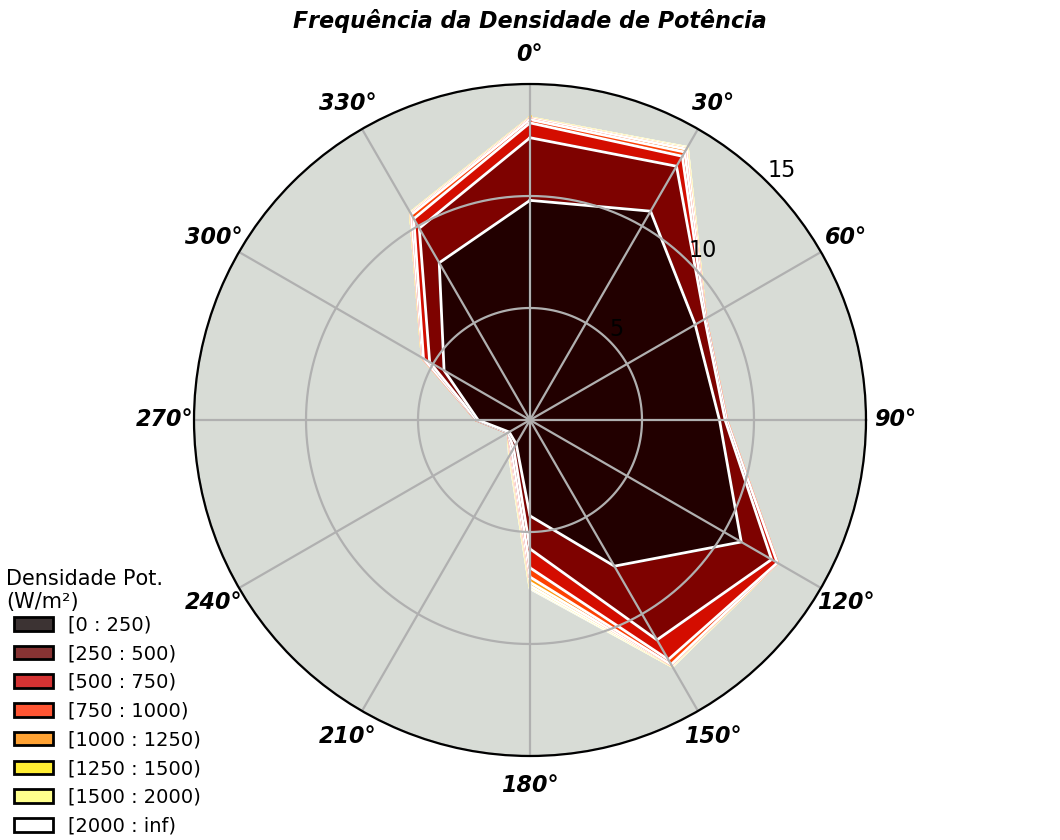 Frequência da Densidade de Potência
0°
330°
30°
15
300°
60°
10
5
270°
90°
240°
120°
210°
150°
180°
Densidade Pot.
(W/m²)
[0 : 250)
[250 : 500)
[500 : 750)
[750 : 1000)
[1000 : 1250)
[1250 : 1500)
[1500 : 2000)
[2000 : inf)